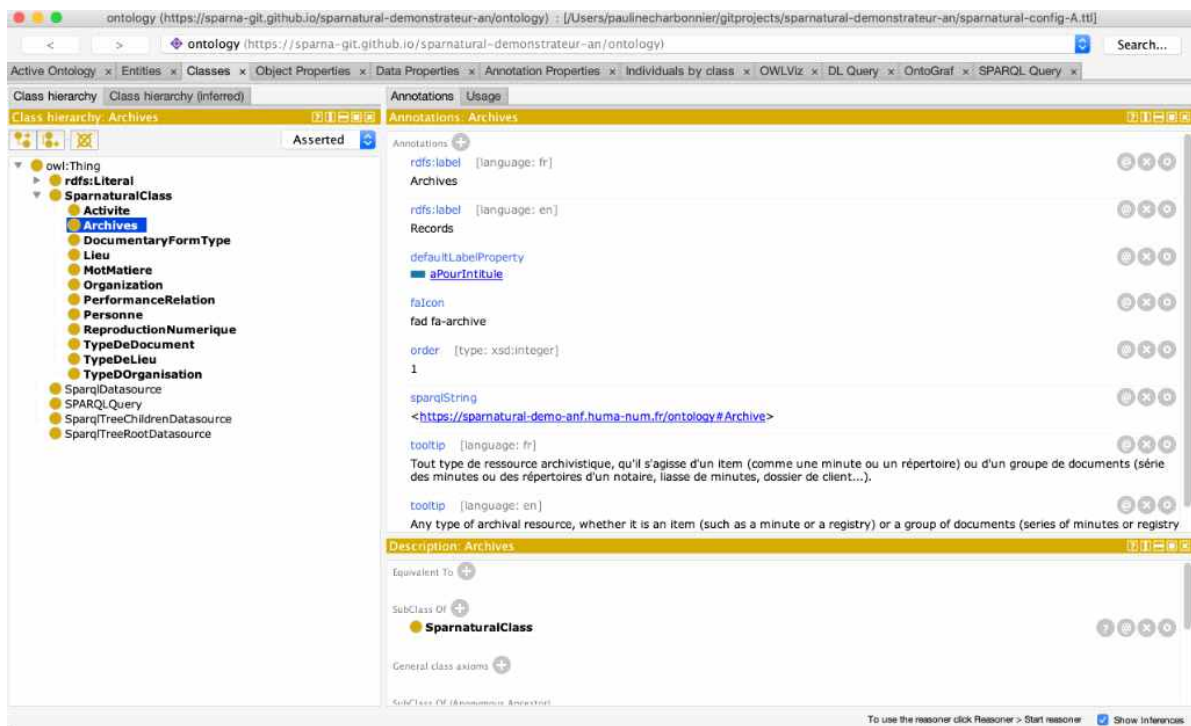 ontology (https://sparna-git.github.io/sparnatural-demonstrateur-an/ontology) : [/Users/paulinecharbonnier/gitprojects/sparnatural-demonstrateur-an/sparnatural-config-A.ttl]
< > ontology (https://sparna-git.github.io/sparnatural-demonstrateur-an/ontology) Search...
Active Ontology × Entities × Classes × Object Properties × Data Properties × Annotation Properties × Individuals by class × OWLViz × DL Query × OntoGraf × SPARQL Query ×
Class hierarchy Class hierarchy (inferred)
Class hierarchy: Archives
Asserted
owl:Thing
rdfs:Literal
SparnaturalClass
Activite
Archives
DocumentaryFormType
Lieu
MotMatiere
Organization
PerformanceRelation
Personne
ReproductionNumerique
TypeDeDocument
TypeDeLieu
TypeDOrganisation
SparqlDatasource
SPARQLQuery
SparqlTreeChildrenDatasource
SparqlTreeRootDatasource
Annotations Usage
Annotations: Archives
Annotations
rdfs:label [language: fr]
Archives
rdfs:label [language: en]
Records
defaultLabelProperty
aPourIntitule
faIcon
fad fa-archive
order [type: xsd:integer]
1
sparqlString
<https://sparnatural-demo-anf.huma-num.fr/ontology#Archive>
tooltip [language: fr]
Tout type de ressource archivistique, qu'il s'agisse d'un item (comme une minute ou un répertoire) ou d'un groupe de documents (série
des minutes ou des répertoires d'un notaire, liasse de minutes, dossier de client...).
tooltip [language: en]
Any type of archival resource, whether it is an item (such as a minute or a registry) or a group of documents (series of minutes or registry
Description: Archives
Equivalent To
SubClass Of
SparnaturalClass
General class axioms
SubClass Of (Anonymous Ancestor)
To use the reasoner click Reasoner > Start reasoner Show Inferences